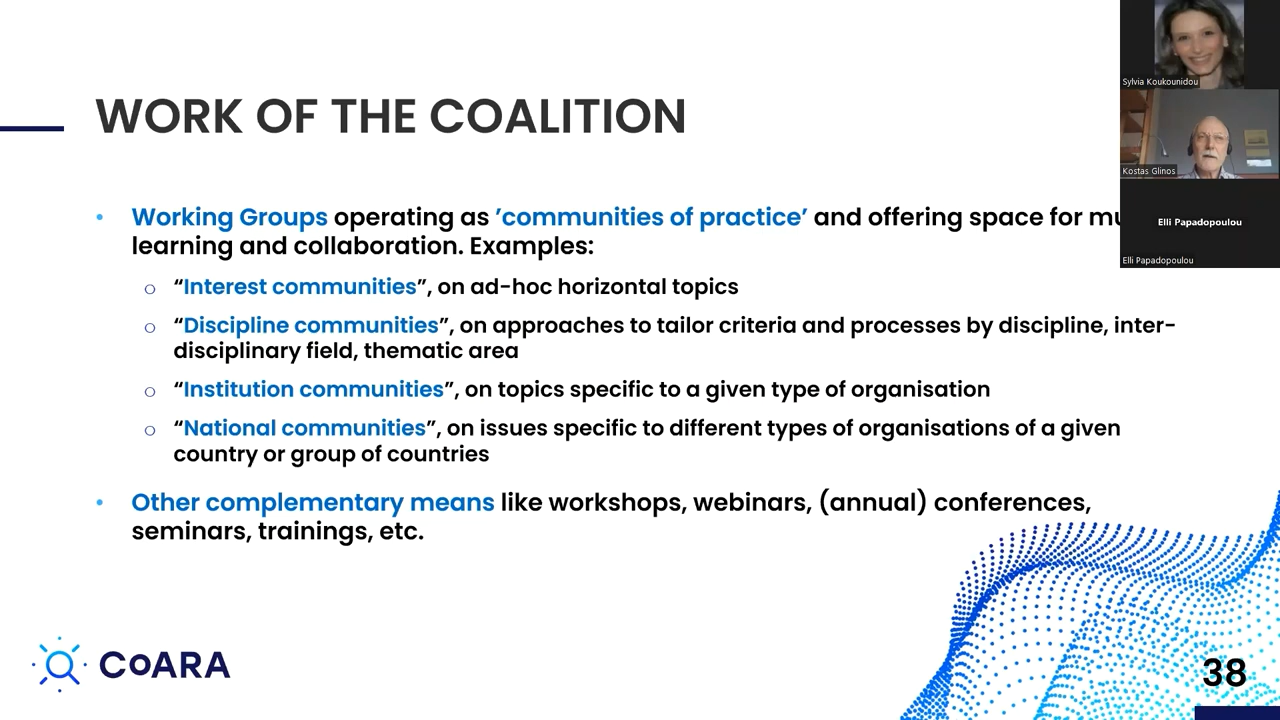 WORK OF THE COALITION
• Working Groups operating as ’communities of practice’ and offering space for
learning and collaboration. Examples:
o “Interest communities”, on ad-hoc horizontal topics
o “Discipline communities”, on approaches to tailor criteria and processes by discipline, inter-
disciplinary field, thematic area
o “Institution communities”, on topics specific to a given type of organisation
o “National communities”, on issues specific to different types of organisations of a given
country or group of countries
• Other complementary means like workshops, webinars, (annual) conferences,
seminars, trainings, etc.
CoARA
38
Sylvia Koukounidou
Kostas Glinos
Elli Papadopoulou
Elli Papadopoulou